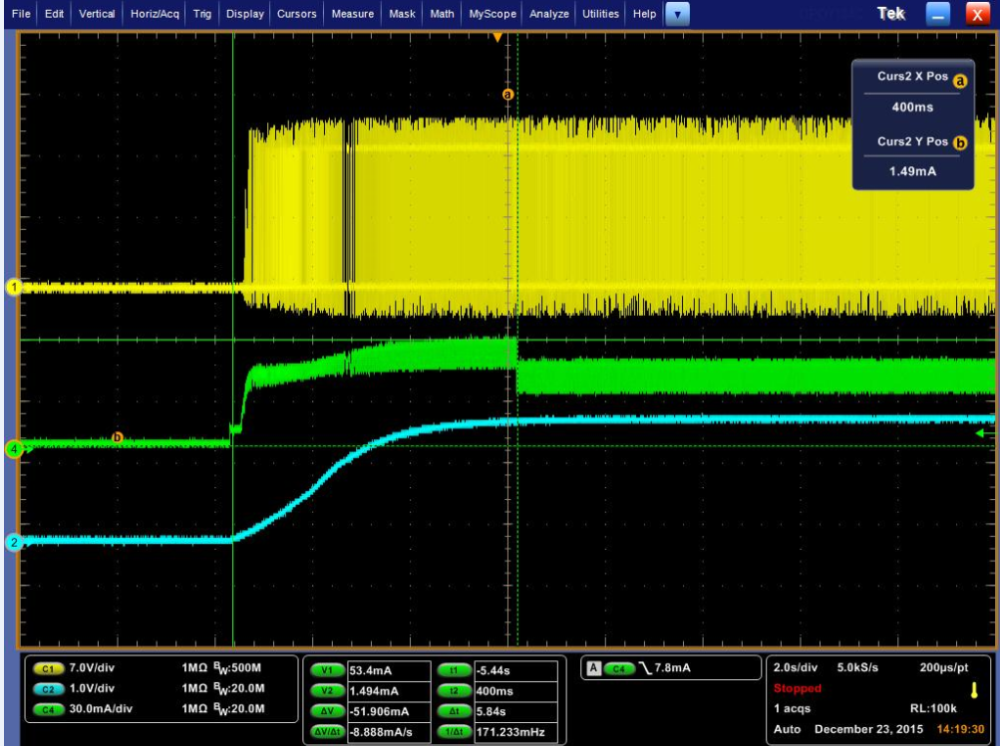 File Edit Vertical Horiz/Acq Trig Display Cursors Measure Mask Math MyScope Analyze Utilities Help Tek X
Curs2 X Pos a
400ms
Curs2 Y Pos b
1.49mA
a
1
b
4
2
C1 7.0V/div 1MΩ BW:500M
C2 1.0V/div 1MΩ BW:20.0M
C4 30.0mA/div 1MΩ BW:20.0M
V1 53.4mA t1 -5.44s
V2 1.494mA t2 400ms
ΔV -51.906mA Δt 5.84s
ΔV/Δt -8.888mA/s 1/Δt 171.233mHz
A C4 7.8mA
2.0s/div 5.0kS/s 200µs/pt
Stopped
1 acqs RL:100k
Auto December 23, 2015 14:19:30